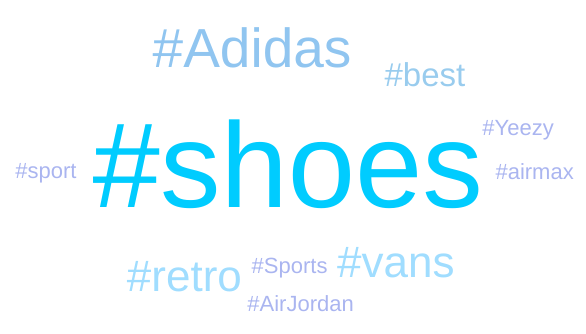 #Adidas
#best
#Yeezy
#shoes
#sport
#airmax
#vans
#retro
#Sports
#AirJordan